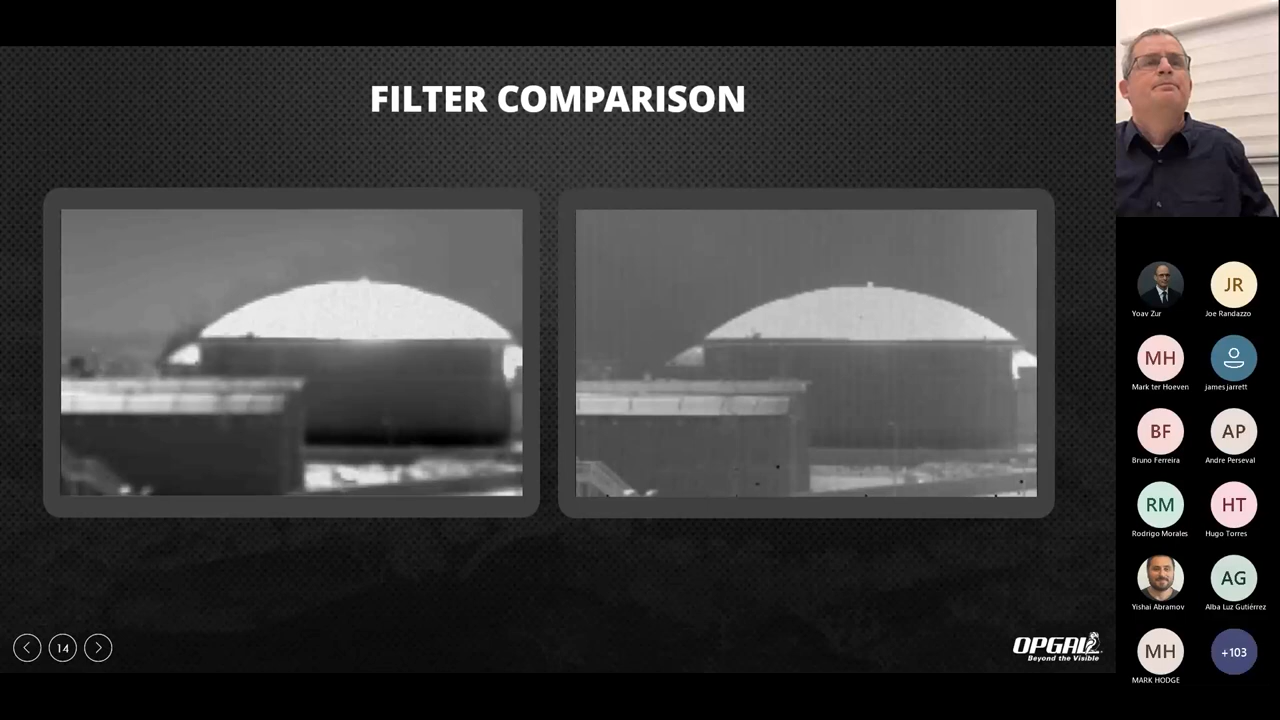 FILTER COMPARISON
14
OPGAL
Beyond the Visible
Yoav Zur
JR
Joe Randazzo
MH
Mark ter Hoeven
james jarrett
BF
Bruno Ferreira
AP
Andre Perseval
RM
Rodrigo Morales
HT
Hugo Torres
Yishai Abramov
AG
Alba Luz Gutiérrez
MH
MARK HODGE
+103